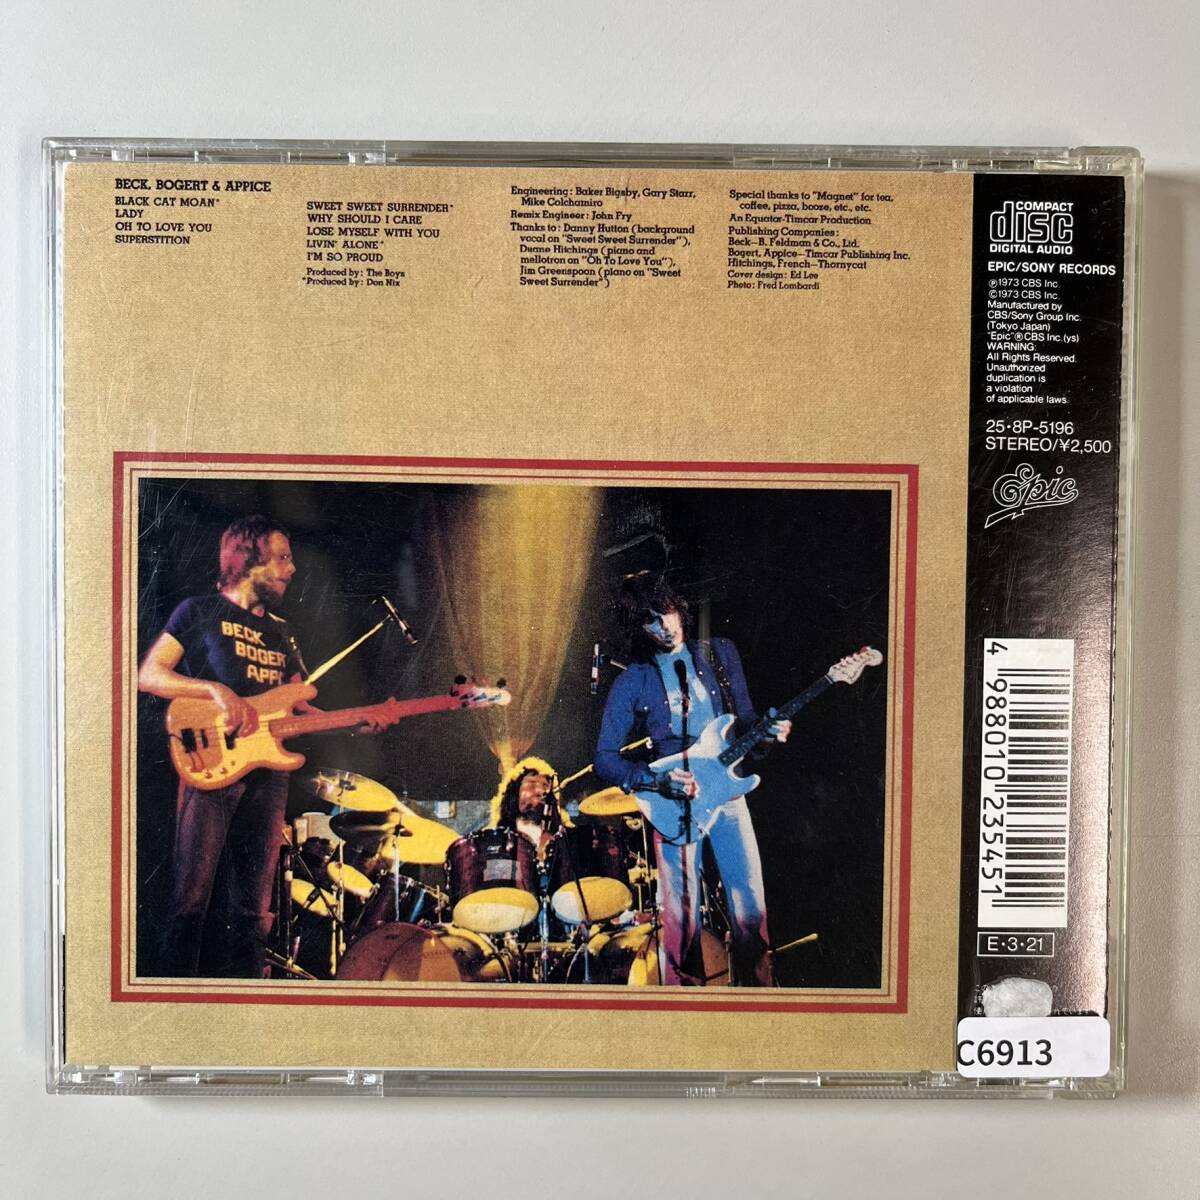 BECK, BOGERT & APPICE
BLACK CAT MOAN*
LADY
OH TO LOVE YOU
SUPERSTITION
SWEET SWEET SURRENDER*
WHY SHOULD I CARE
LOSE MYSELF WITH YOU
LIVIN' ALONE*
I'M SO PROUD
Produced by: The Boys
*Produced by: Don Nix
Engineering: Baker Bigsby, Gary Starr,
Mike Colchamiro
Remix Engineer: John Fry
Thanks to: Danny Hutton (background
vocal on "Sweet Sweet Surrender"),
Duane Hitchings (piano and
mellotron on "Oh To Love You"),
Jim Greenspoon (piano on "Sweet
Sweet Surrender")
Special thanks to "Magnet" for tea,
coffee, pizza, booze, etc., etc.
An Equator-Timcar Production
Publishing Companies:
Beck—B. Feldman & Co., Ltd.
Bogert, Appice—Timcar Publishing Inc.
Hitchings, French—Thornycat
Cover design: Ed Lee
Photo: Fred Lombardi
COMPACT
disc
DIGITAL AUDIO
EPIC/SONY RECORDS
℗1973 CBS Inc.
©1973 CBS Inc.
Manufactured by
CBS/Sony Group Inc.
(Tokyo Japan)
"Epic"®CBS Inc.(ys)
WARNING:
All Rights Reserved.
Unauthorized
duplication is
a violation
of applicable laws.
25・8P-5196
STEREO/¥2,500
Epic
4 988010 235451
E・3・21
C6913
BECK
BOGERT
APPI